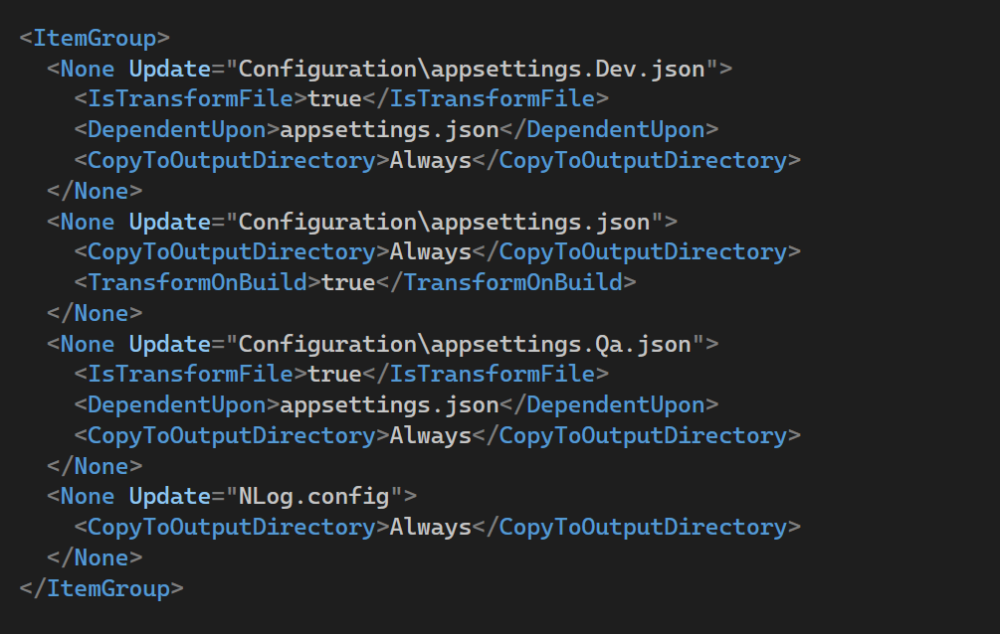 <ItemGroup>
  <None Update="Configuration\appsettings.Dev.json">
    <IsTransformFile>true</IsTransformFile>
    <DependentUpon>appsettings.json</DependentUpon>
    <CopyToOutputDirectory>Always</CopyToOutputDirectory>
  </None>
  <None Update="Configuration\appsettings.json">
    <CopyToOutputDirectory>Always</CopyToOutputDirectory>
    <TransformOnBuild>true</TransformOnBuild>
  </None>
  <None Update="Configuration\appsettings.Qa.json">
    <IsTransformFile>true</IsTransformFile>
    <DependentUpon>appsettings.json</DependentUpon>
    <CopyToOutputDirectory>Always</CopyToOutputDirectory>
  </None>
  <None Update="NLog.config">
    <CopyToOutputDirectory>Always</CopyToOutputDirectory>
  </None>
</ItemGroup>